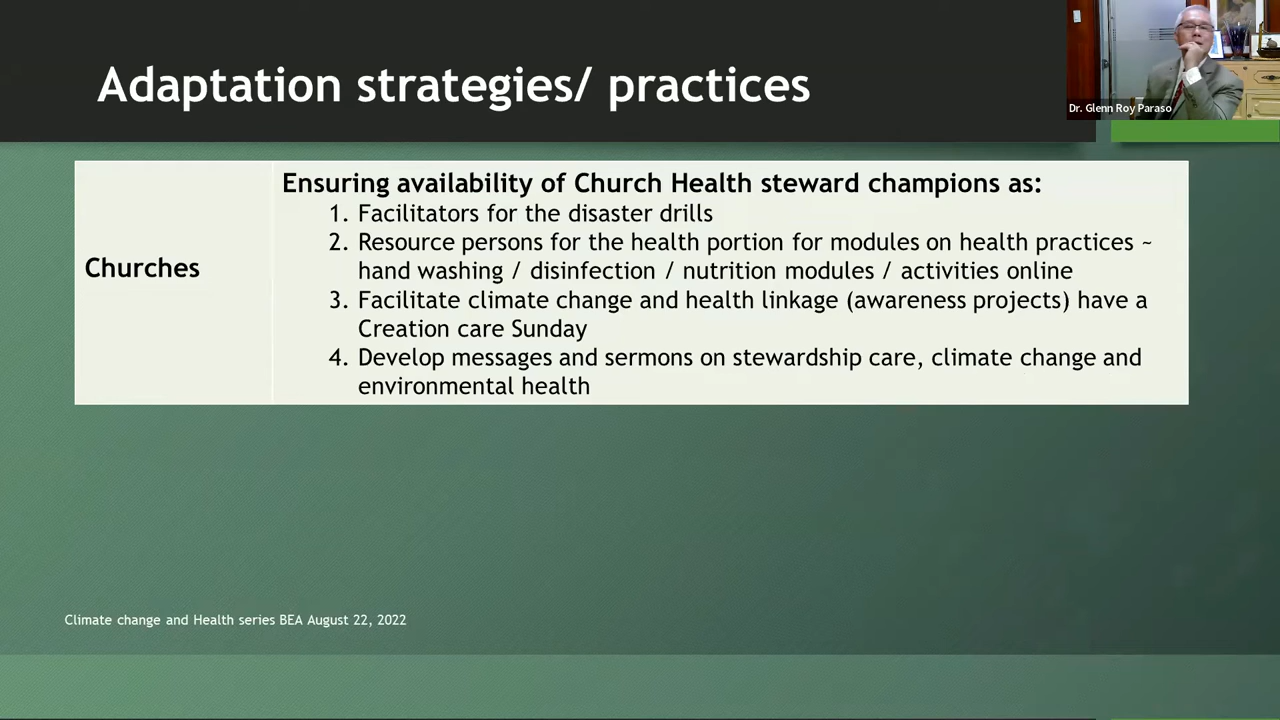 Adaptation strategies/ practices
Dr. Glenn Roy Paraso
Churches
Ensuring availability of Church Health steward champions as:
1. Facilitators for the disaster drills
2. Resource persons for the health portion for modules on health practices ~
hand washing / disinfection / nutrition modules / activities online
3. Facilitate climate change and health linkage (awareness projects) have a
Creation care Sunday
4. Develop messages and sermons on stewardship care, climate change and
environmental health
Climate change and Health series BEA August 22, 2022